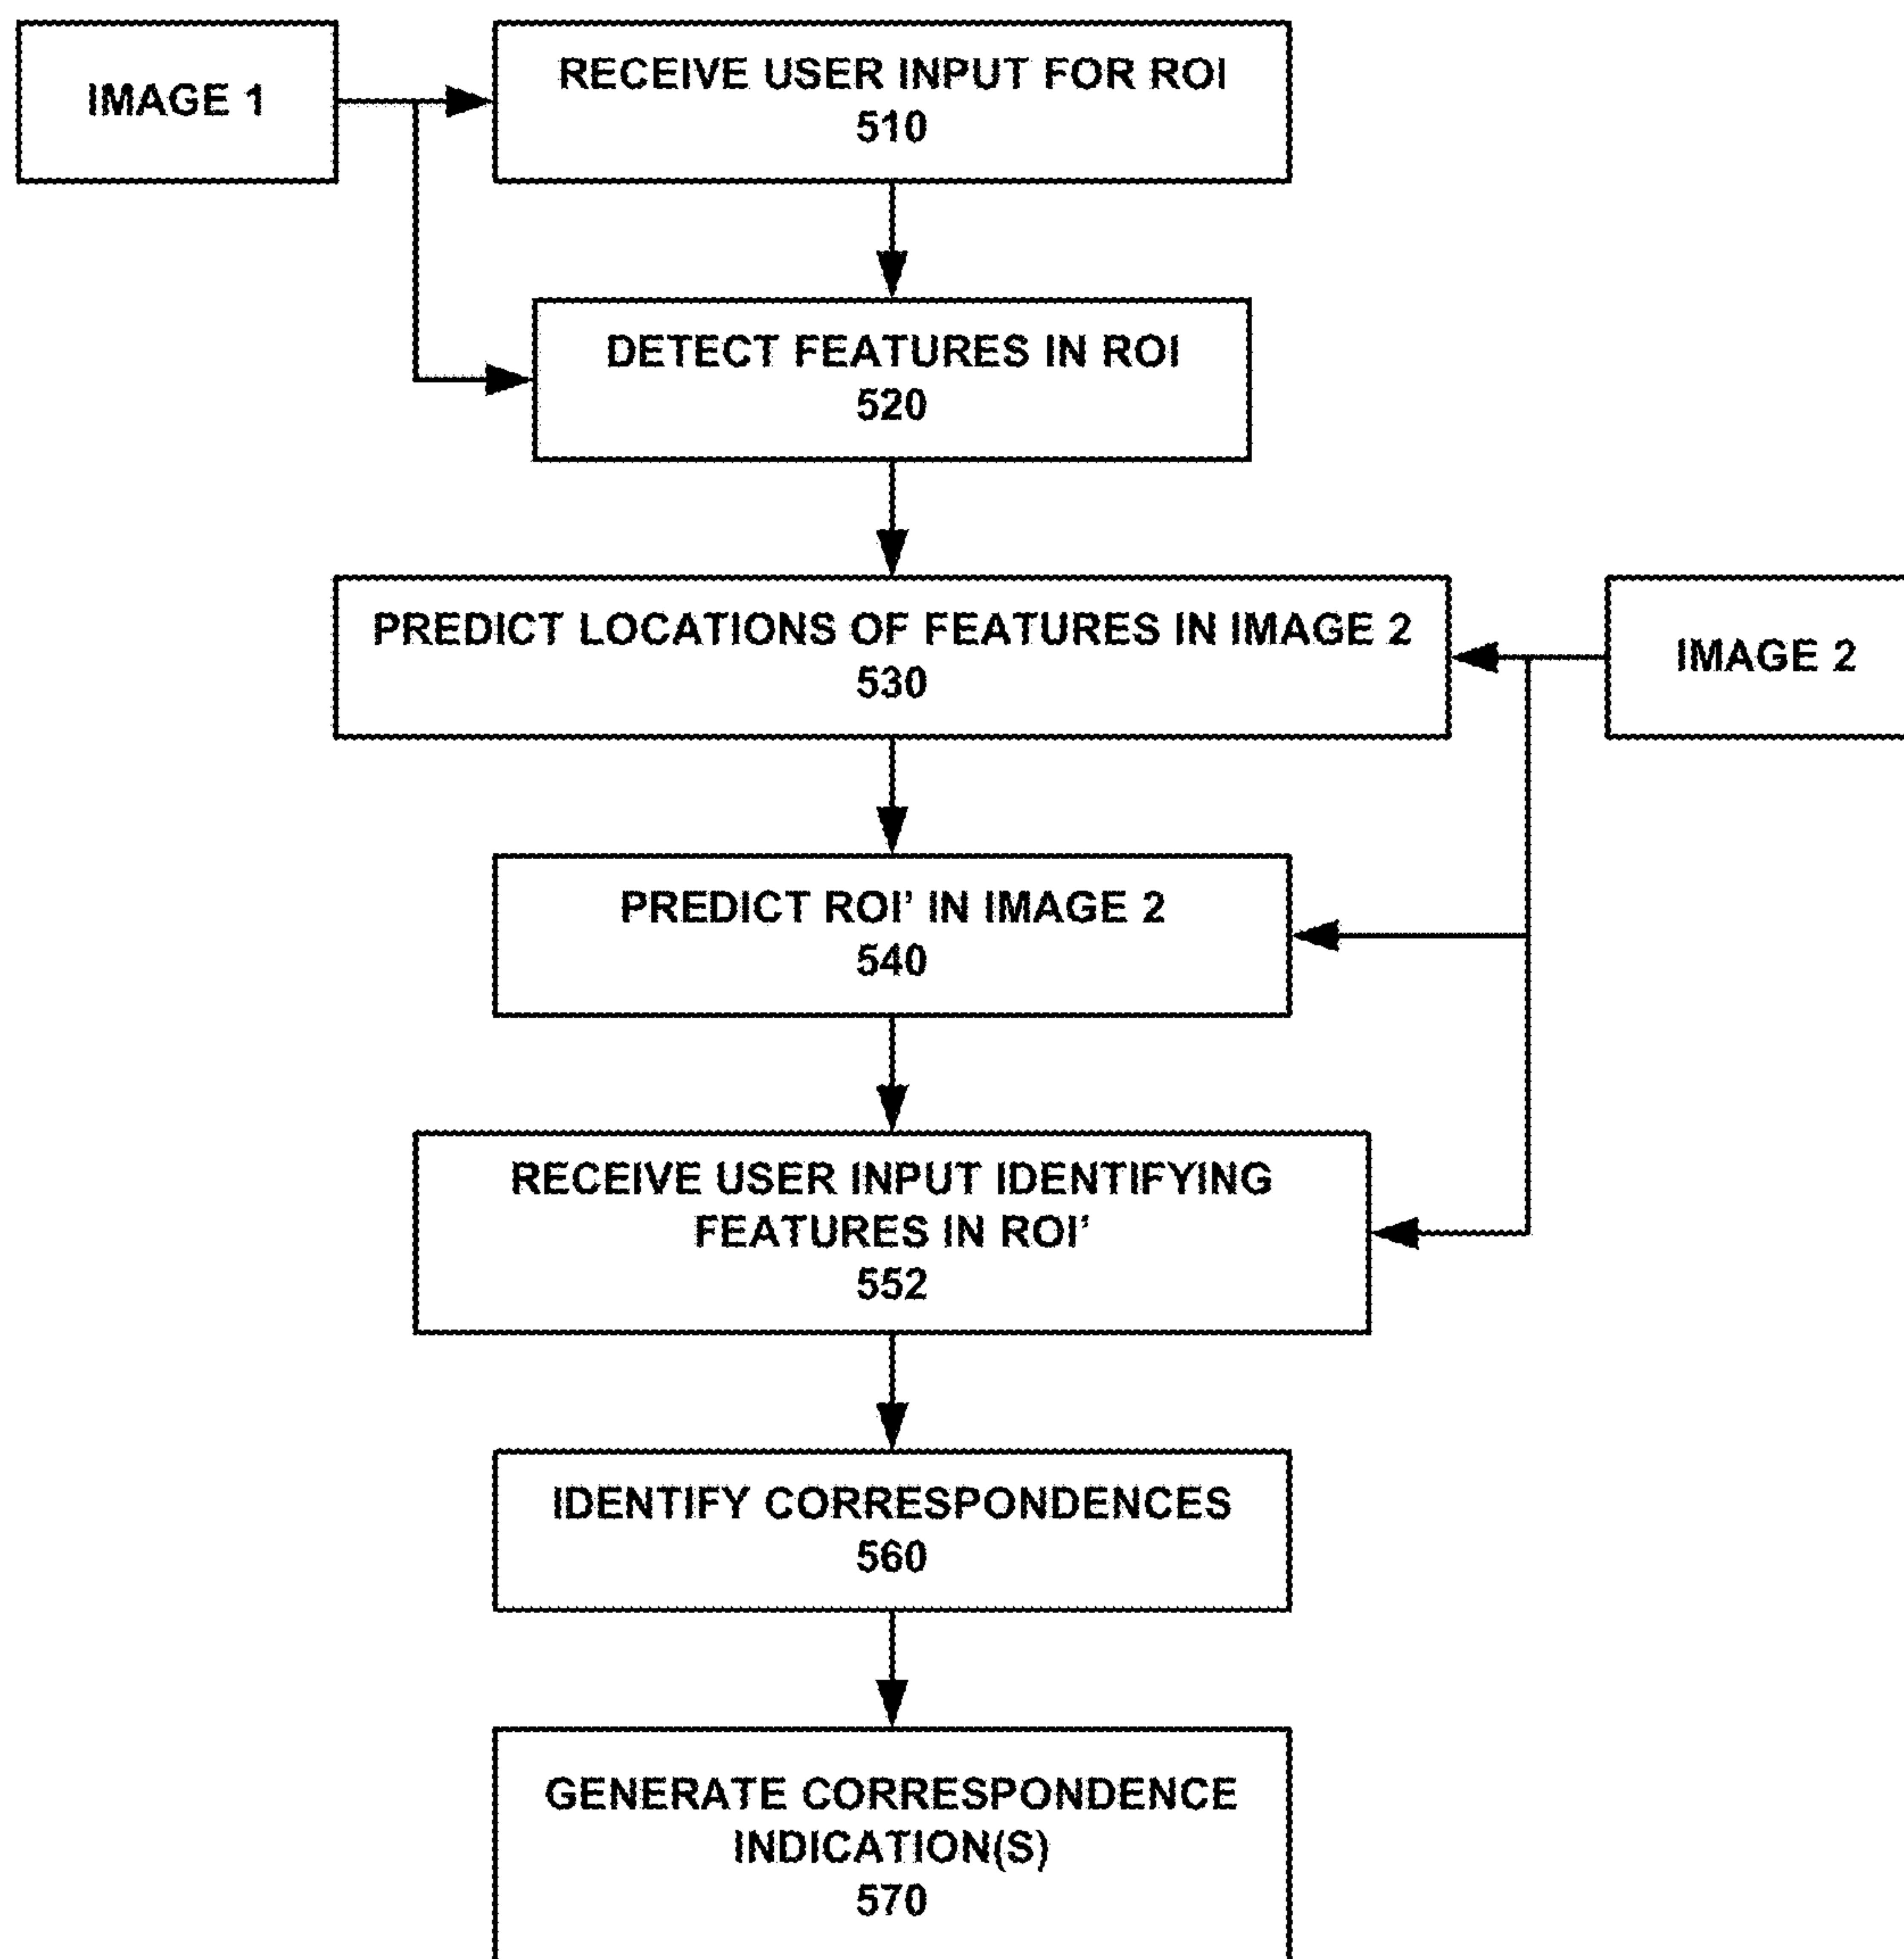 IMAGE 1
RECEIVE USER INPUT FOR ROI
510
DETECT FEATURES IN ROI
520
PREDICT LOCATIONS OF FEATURES IN IMAGE 2
530
IMAGE 2
PREDICT ROI’ IN IMAGE 2
540
RECEIVE USER INPUT IDENTIFYING
FEATURES IN ROI’
552
IDENTIFY CORRESPONDENCES
560
GENERATE CORRESPONDENCE
INDICATION(S)
570